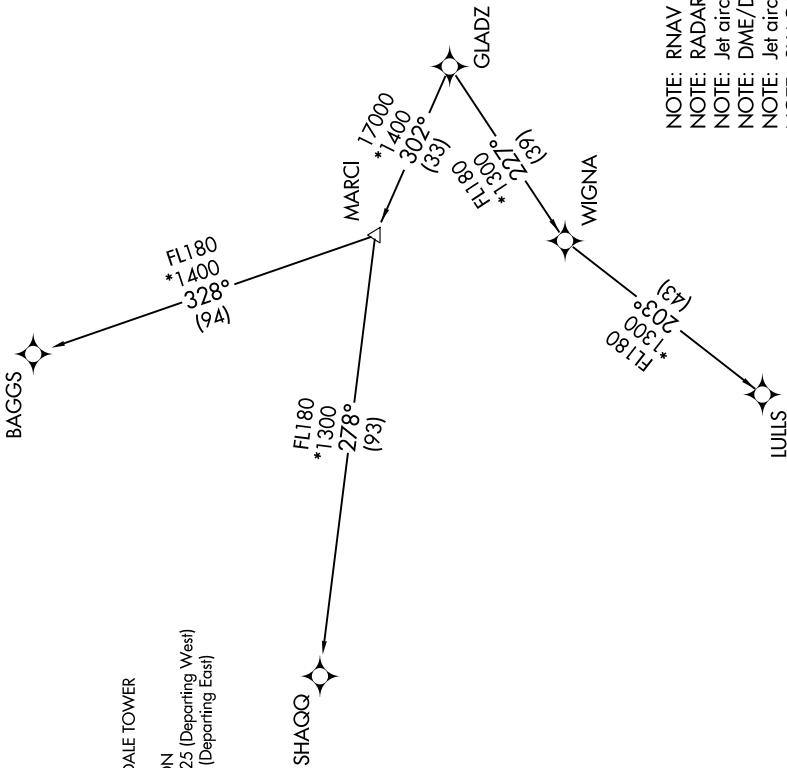 GLADZ
17000
*1400
302°
(33)
MARCI
FL180
*1300
227°
(39)
WIGNA
FL180
*1400
328°
(94)
BAGGS
FL180
*1300
278°
(93)
SHAQQ
FL180
*1300
203°
(43)
LULLS
NOTE: RNAV
NOTE: RADAR
NOTE: Jet airc
NOTE: DME/D
NOTE: Jet airc
DALE TOWER
ON
25 (Departing West)
(Departing East)